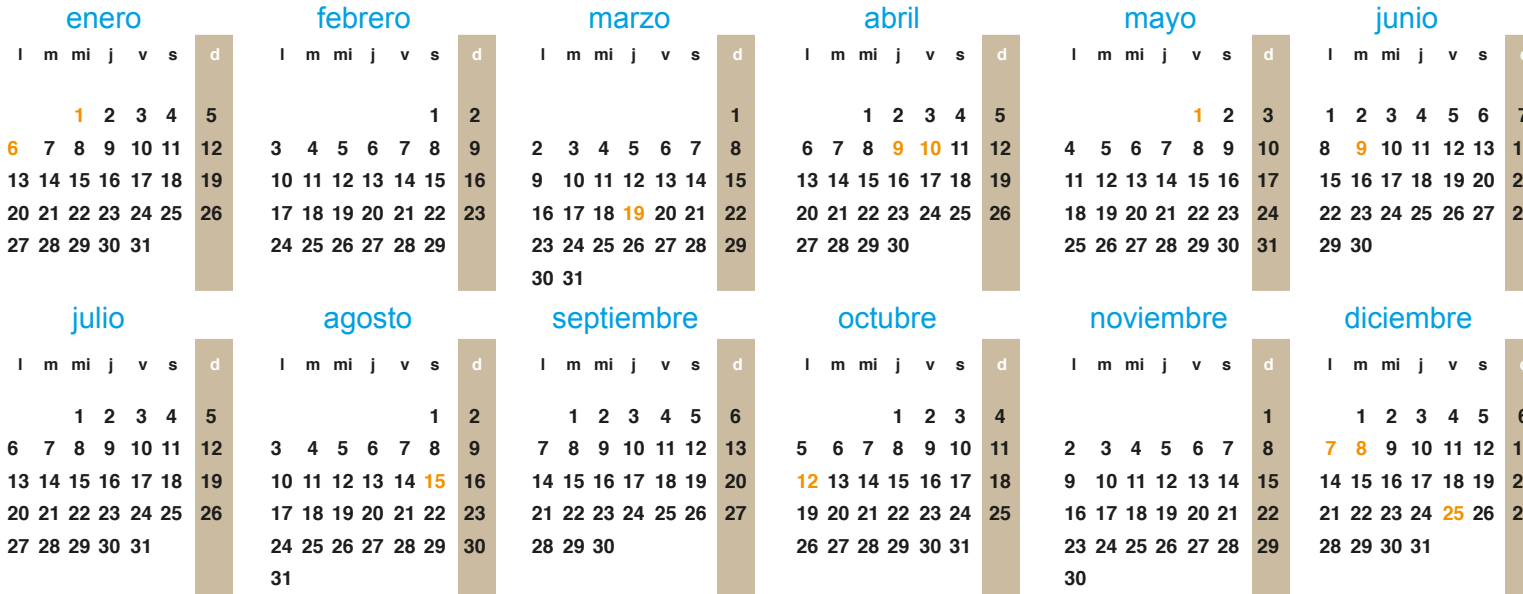 enero
l m mi j v s d
1 2 3 4 5
6 7 8 9 10 11 12
13 14 15 16 17 18 19
20 21 22 23 24 25 26
27 28 29 30 31
febrero
l m mi j v s d
1 2
3 4 5 6 7 8 9
10 11 12 13 14 15 16
17 18 19 20 21 22 23
24 25 26 27 28 29
marzo
l m mi j v s d
1
2 3 4 5 6 7 8
9 10 11 12 13 14 15
16 17 18 19 20 21 22
23 24 25 26 27 28 29
30 31
abril
l m mi j v s d
1 2 3 4 5
6 7 8 9 10 11 12
13 14 15 16 17 18 19
20 21 22 23 24 25 26
27 28 29 30
mayo
l m mi j v s d
1 2 3
4 5 6 7 8 9 10
11 12 13 14 15 16 17
18 19 20 21 22 23 24
25 26 27 28 29 30 31
junio
l m mi j v s
1 2 3 4 5 6 7
8 9 10 11 12 13 1
15 16 17 18 19 20 2
22 23 24 25 26 27 2
29 30
julio
l m mi j v s d
1 2 3 4 5
6 7 8 9 10 11 12
13 14 15 16 17 18 19
20 21 22 23 24 25 26
27 28 29 30 31
agosto
l m mi j v s d
1 2
3 4 5 6 7 8 9
10 11 12 13 14 15 16
17 18 19 20 21 22 23
24 25 26 27 28 29 30
31
septiembre
l m mi j v s d
1 2 3 4 5 6
7 8 9 10 11 12 13
14 15 16 17 18 19 20
21 22 23 24 25 26 27
28 29 30
octubre
l m mi j v s d
1 2 3 4
5 6 7 8 9 10 11
12 13 14 15 16 17 18
19 20 21 22 23 24 25
26 27 28 29 30 31
noviembre
l m mi j v s d
1
2 3 4 5 6 7 8
9 10 11 12 13 14 15
16 17 18 19 20 21 22
23 24 25 26 27 28 29
30
diciembre
l m mi j v s
1 2 3 4 5 6
7 8 9 10 11 12 1
14 15 16 17 18 19 2
21 22 23 24 25 26 2
28 29 30 31